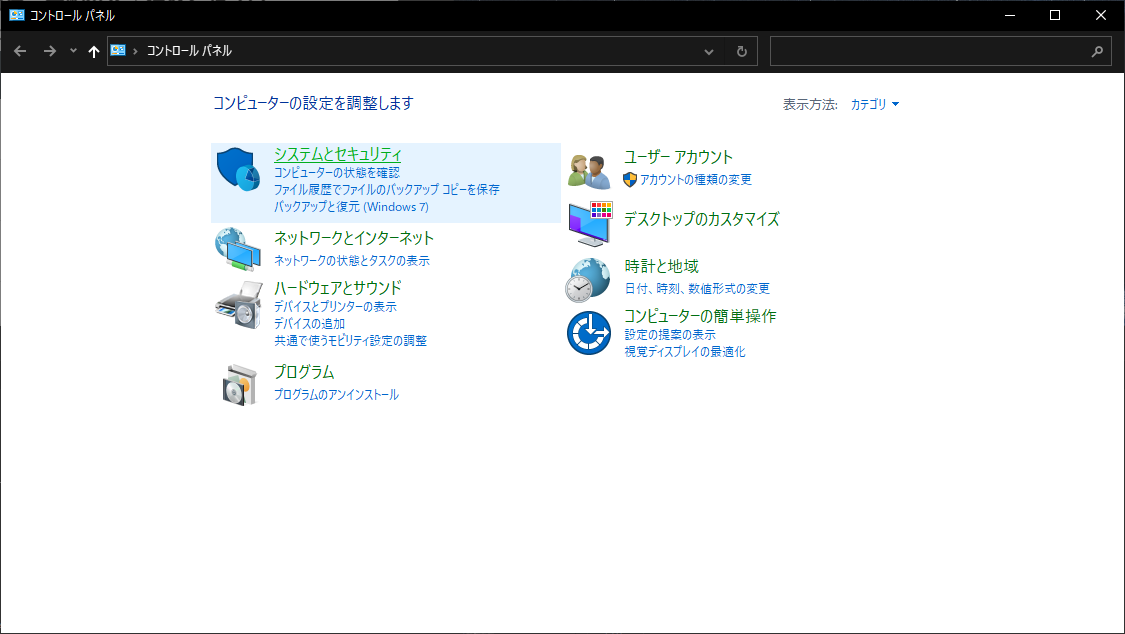 コントロール パネル
コントロール パネル
コンピューターの設定を調整します
表示方法: カテゴリ
システムとセキュリティ
コンピューターの状態を確認
ファイル履歴でファイルのバックアップ コピーを保存
バックアップと復元 (Windows 7)
ネットワークとインターネット
ネットワークの状態とタスクの表示
ハードウェアとサウンド
デバイスとプリンターの表示
デバイスの追加
共通で使うモビリティ設定の調整
プログラム
プログラムのアンインストール
ユーザー アカウント
アカウントの種類の変更
デスクトップのカスタマイズ
時計と地域
日付、時刻、数値形式の変更
コンピューターの簡単操作
設定の提案の表示
視覚ディスプレイの最適化